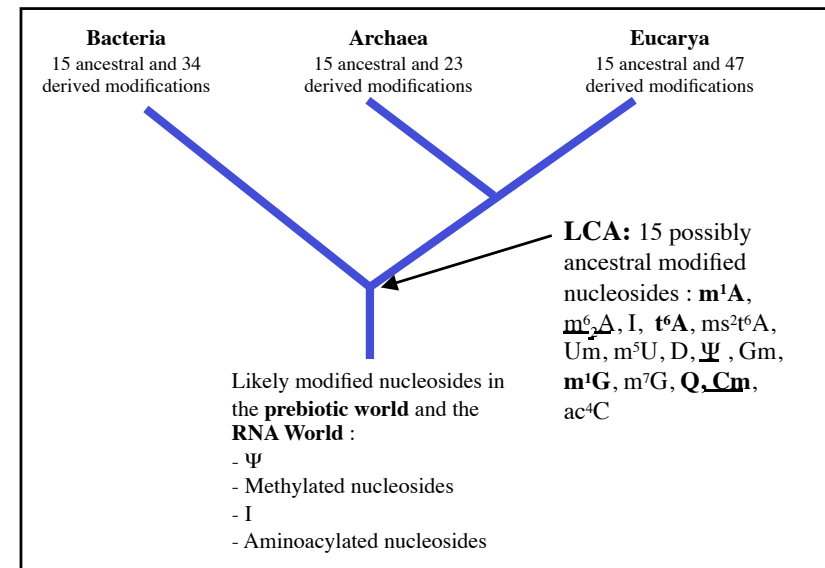 Bacteria
15 ancestral and 34
derived modifications
Archaea
15 ancestral and 23
derived modifications
Eucarya
15 ancestral and 47
derived modifications
LCA: 15 possibly
ancestral modified
nucleosides : m¹A,
m⁶₂A, I, t⁶A, ms²t⁶A,
Um, m⁵U, D, Ψ , Gm,
m¹G, m⁷G, Q, Cm,
ac⁴C
Likely modified nucleosides in
the prebiotic world and the
RNA World :
- Ψ
- Methylated nucleosides
- I
- Aminoacylated nucleosides